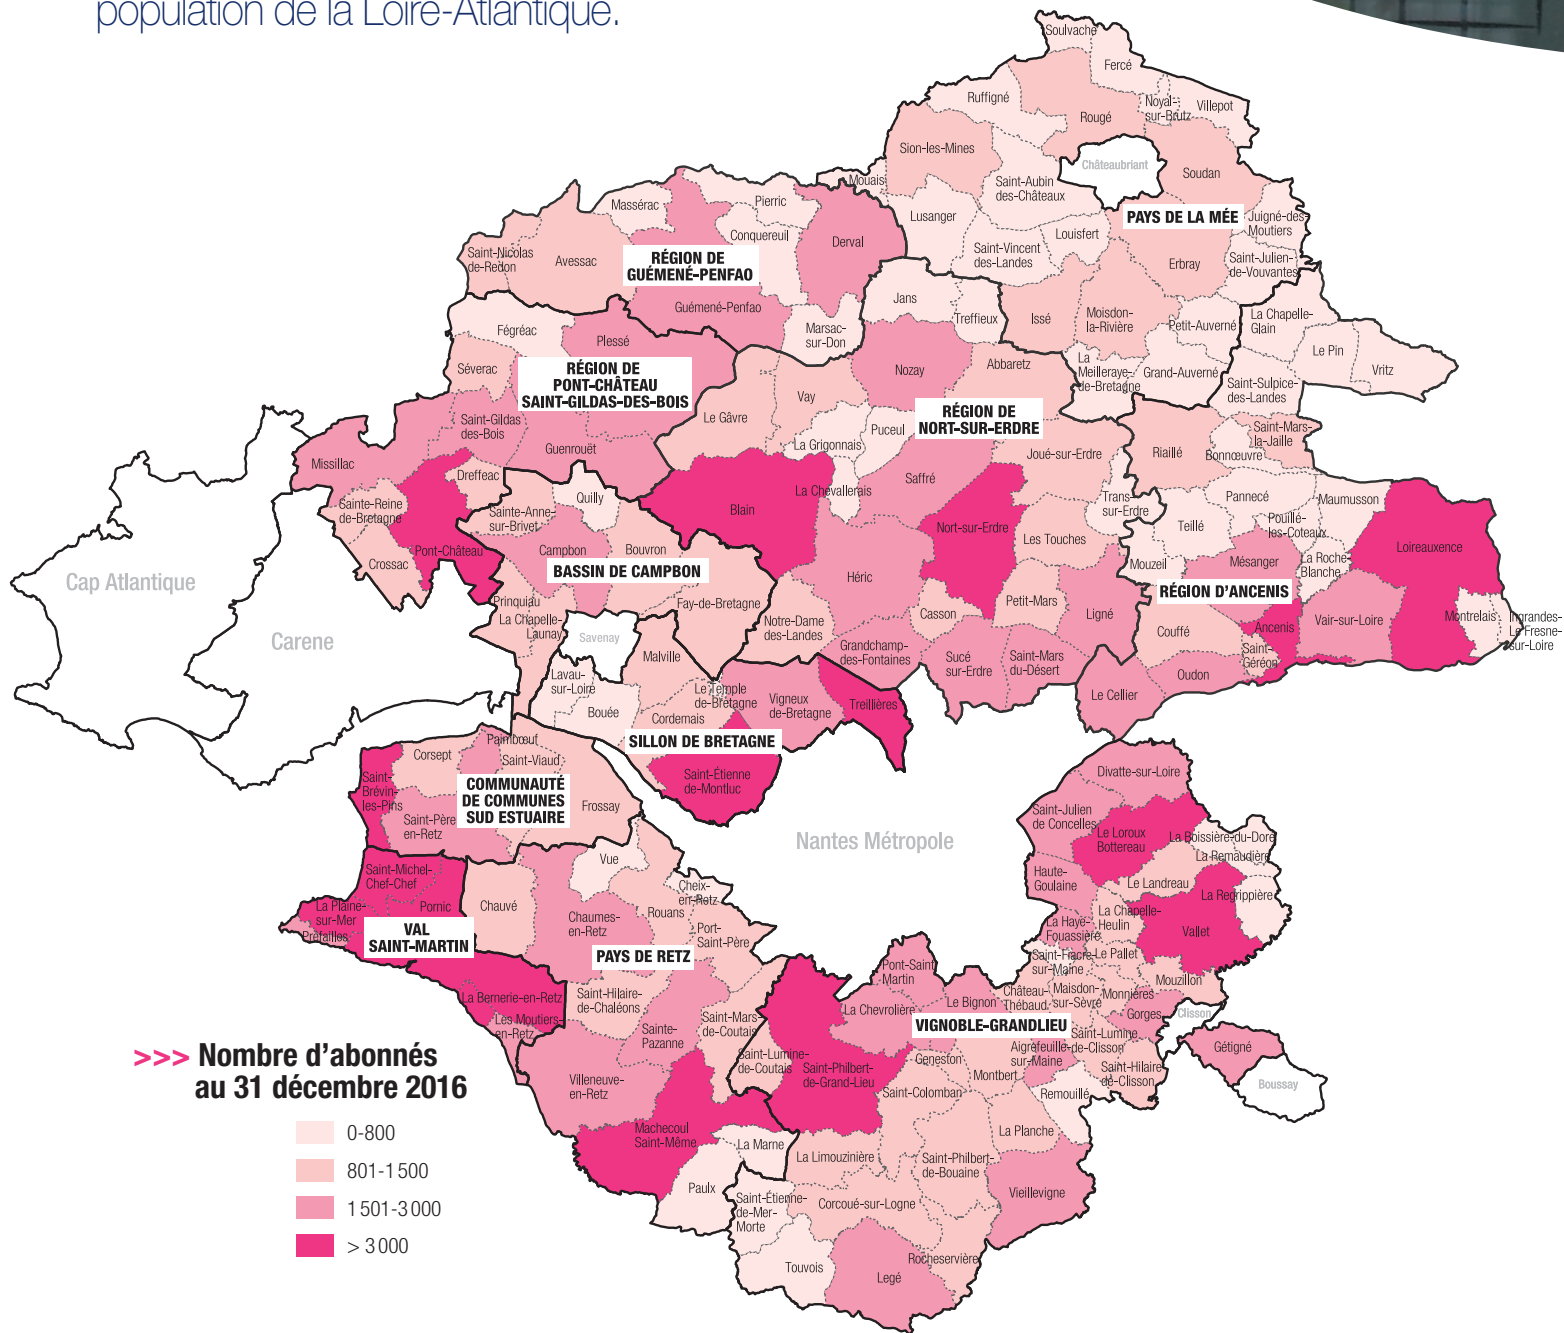 population de la Loire-Atlantique.
Soulvache
Fercé
Ruffigné
Rougé
Noyal-
sur-Brutz
Villepot
Sion-les-Mines
Châteaubriant
Soudan
Mouais
Saint-Aubin
des-Châteaux
Lusanger
PAYS DE LA MÉE
Juigné-des-
Moutiers
Louisfert
Saint-Vincent
des-Landes
Erbray
Saint-Julien-
de-Vouvantes
Massérac
Pierric
Conquereuil
Derval
Saint-Nicolas
de-Redon
Avessac
RÉGION DE
GUÉMENÉ-PENFAO
Guémené-Penfao
Marsac-
sur-Don
Jans
Treffieux
Issé
Moisdon-
la-Rivière
Petit-Auverné
La Chapelle-
Glain
Le Pin
Vritz
Fégréac
Plessé
Séverac
RÉGION DE
PONT-CHÂTEAU
SAINT-GILDAS-DES-BOIS
Nozay
Abbaretz
La
Meilleraye-
de-Bretagne
Grand-Auverné
Saint-Sulpice-
des-Landes
Vay
Le Gâvre
RÉGION DE
NORT-SUR-ERDRE
Saint-Gildas
des-Bois
Guenrouët
La Grigonnais
Puceul
Joué-sur-Erdre
Riaillé
Bonnœuvre
Saint-Mars-
la-Jaille
Missillac
Dreffeac
Quilly
Blain
La Chevallerais
Saffré
Trans-
sur-Erdre
Pannecé
Maumusson
Sainte-Reine
de-Bretagne
Sainte-Anne-
sur-Brivet
Nort-sur-Erdre
Teillé
Pouillé-
les-Coteaux
Loireauxence
Pont-Château
Crossac
Campbon
Bouvron
BASSIN DE CAMPBON
Héric
Les Touches
Mouzeil
Mésanger
La Roche-
Blanche
RÉGION D'ANCENIS
Cap Atlantique
Carene
Prinquiau
La Chapelle-
Launay
Fay-de-Bretagne
Savenay
Notre-Dame
des-Landes
Casson
Petit-Mars
Ligné
Couffé
Ancenis
Saint-
Géréon
Vair-sur-Loire
Montrelais
Ingrandes-
Le Fresne-
sur-Loire
Malville
Grandchamp-
des-Fontaines
Sucé
sur-Erdre
Saint-Mars
du-Désert
Oudon
Le Cellier
Lavau-
sur-Loire
Bouée
Le Temple
de-Bretagne
Cordemais
Vigneux
de-Bretagne
Treillières
SILLON DE BRETAGNE
Saint-Étienne
de-Montluc
Corsept
Paimbœuf
Saint-Viaud
Saint-
Brévin-
les-Pins
COMMUNAUTÉ
DE COMMUNES
SUD ESTUAIRE
Frossay
Saint-Père
en-Retz
Nantes Métropole
Divatte-sur-Loire
Saint-Julien
de Concelles
Le Loroux
Bottereau
La Boissière-du-Doré
La Remaudière
Haute-
Goulaine
Le Landreau
La Regrippière
Saint-Michel-
Chef-Chef
La Plaine-
sur-Mer
Pornic
Préfailles
VAL
SAINT-MARTIN
Chauvé
Vue
Cheix-
en-Retz
Rouans
Chaumes-
en-Retz
Port-
Saint-Père
PAYS DE RETZ
La Haye-
Fouassière
La Chapelle-
Heulin
Vallet
Saint-Fiacre-
sur-Maine
Le Pallet
Mouzillon
Pont-Saint
Martin
Château-
Thébaud
Maisdon-
sur-Sèvre
Monnières
Gorges
Clisson
La Bernerie-en-Retz
Les Moutiers-
en-Retz
Saint-Hilaire-
de-Chaléons
Sainte-
Pazanne
Saint-Mars-
de-Coutais
La Chevrolière
Le Bignon
VIGNOBLE-GRANDLIEU
Aigrefeuille-
sur-Maine
Saint-Lumine
de-Clisson
Gétigné
Boussay
Saint-Hilaire
de-Clisson
Saint-Lumine-
de-Coutais
Saint-Philbert-
de-Grand-Lieu
Geneston
Montbert
Saint-Colomban
Remouillé
Villeneuve-
en-Retz
Machecoul
Saint-Même
La Marne
La Limouzinière
La Planche
Saint-Philbert-
de-Bouaine
Vieillevigne
Paulx
Saint-Étienne-
de-Mer-
Morte
Corcoué-sur-Logne
Touvois
Legé
Rocheservière
>>> Nombre d'abonnés
au 31 décembre 2016
0-800
801-1 500
1 501-3 000
> 3 000